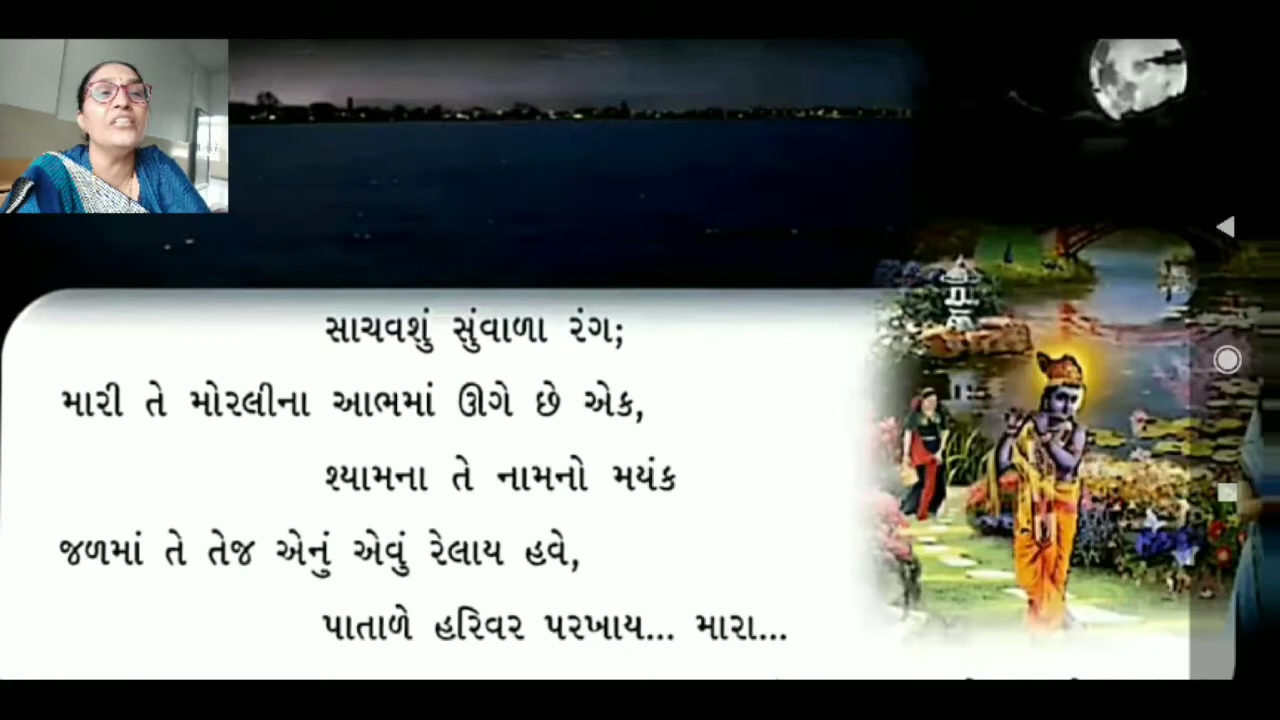 સાચવશું સુંવાળા રંગ;
મારી તે મોરલીના આભમાં ઊગે છે એક,
શ્યામના તે નામનો મયંક
જળમાં તે તેજ એનું એવું રેલાય હવે,
પાતાળે હરિવર પરખાય... મારા...